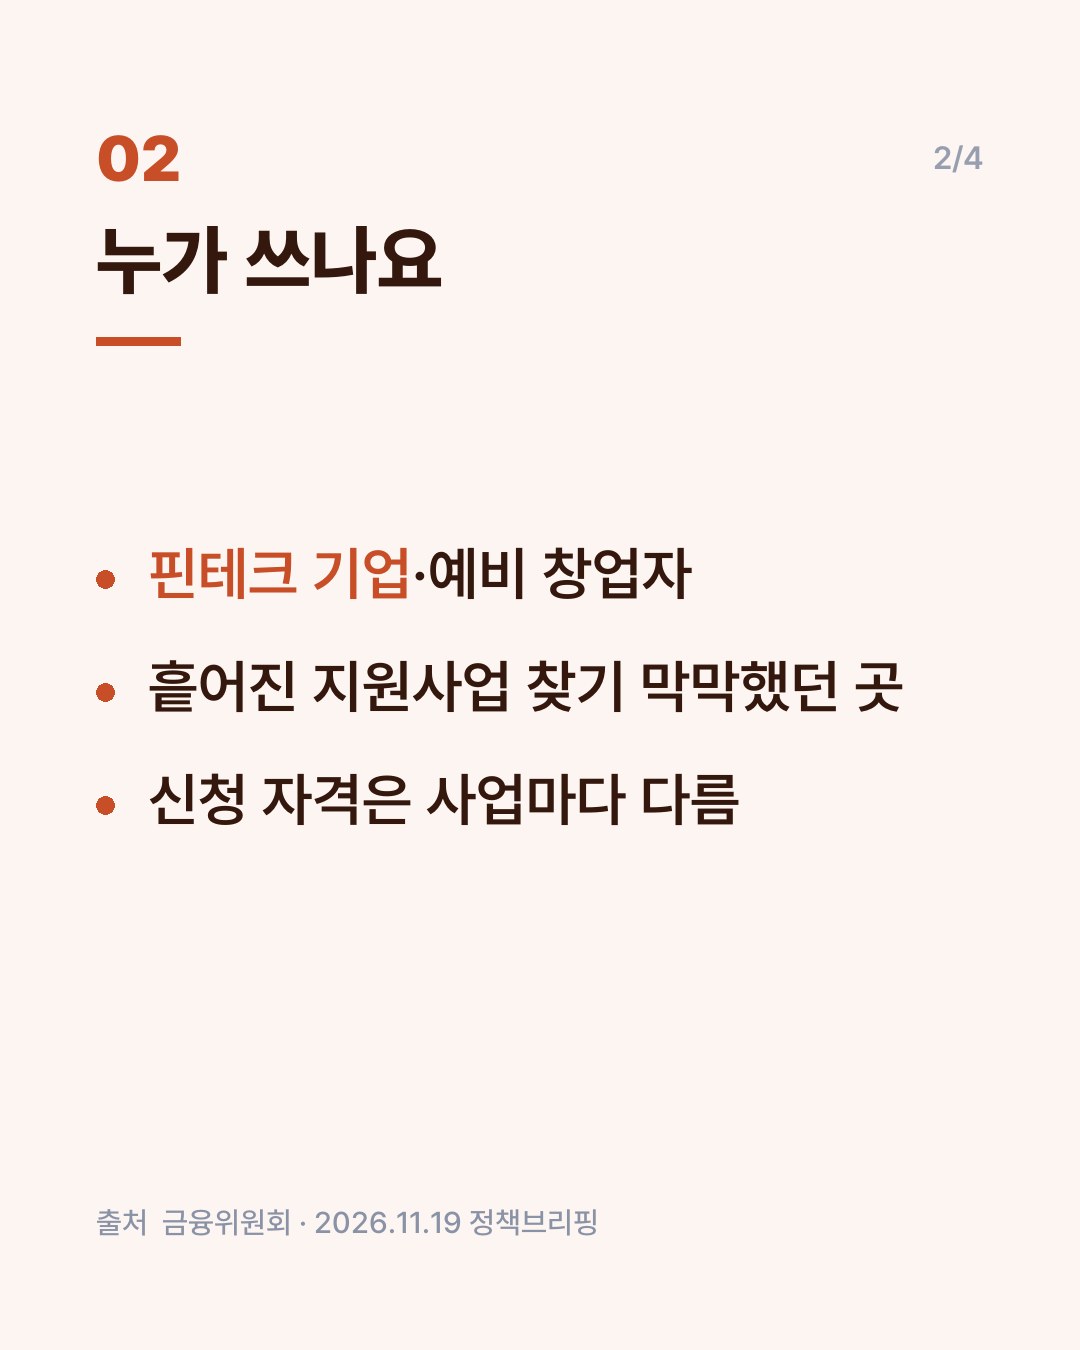 02
2/4
누가 쓰나요
• 핀테크 기업·예비 창업자
• 흩어진 지원사업 찾기 막막했던 곳
• 신청 자격은 사업마다 다름
출처 금융위원회 · 2026.11.19 정책브리핑